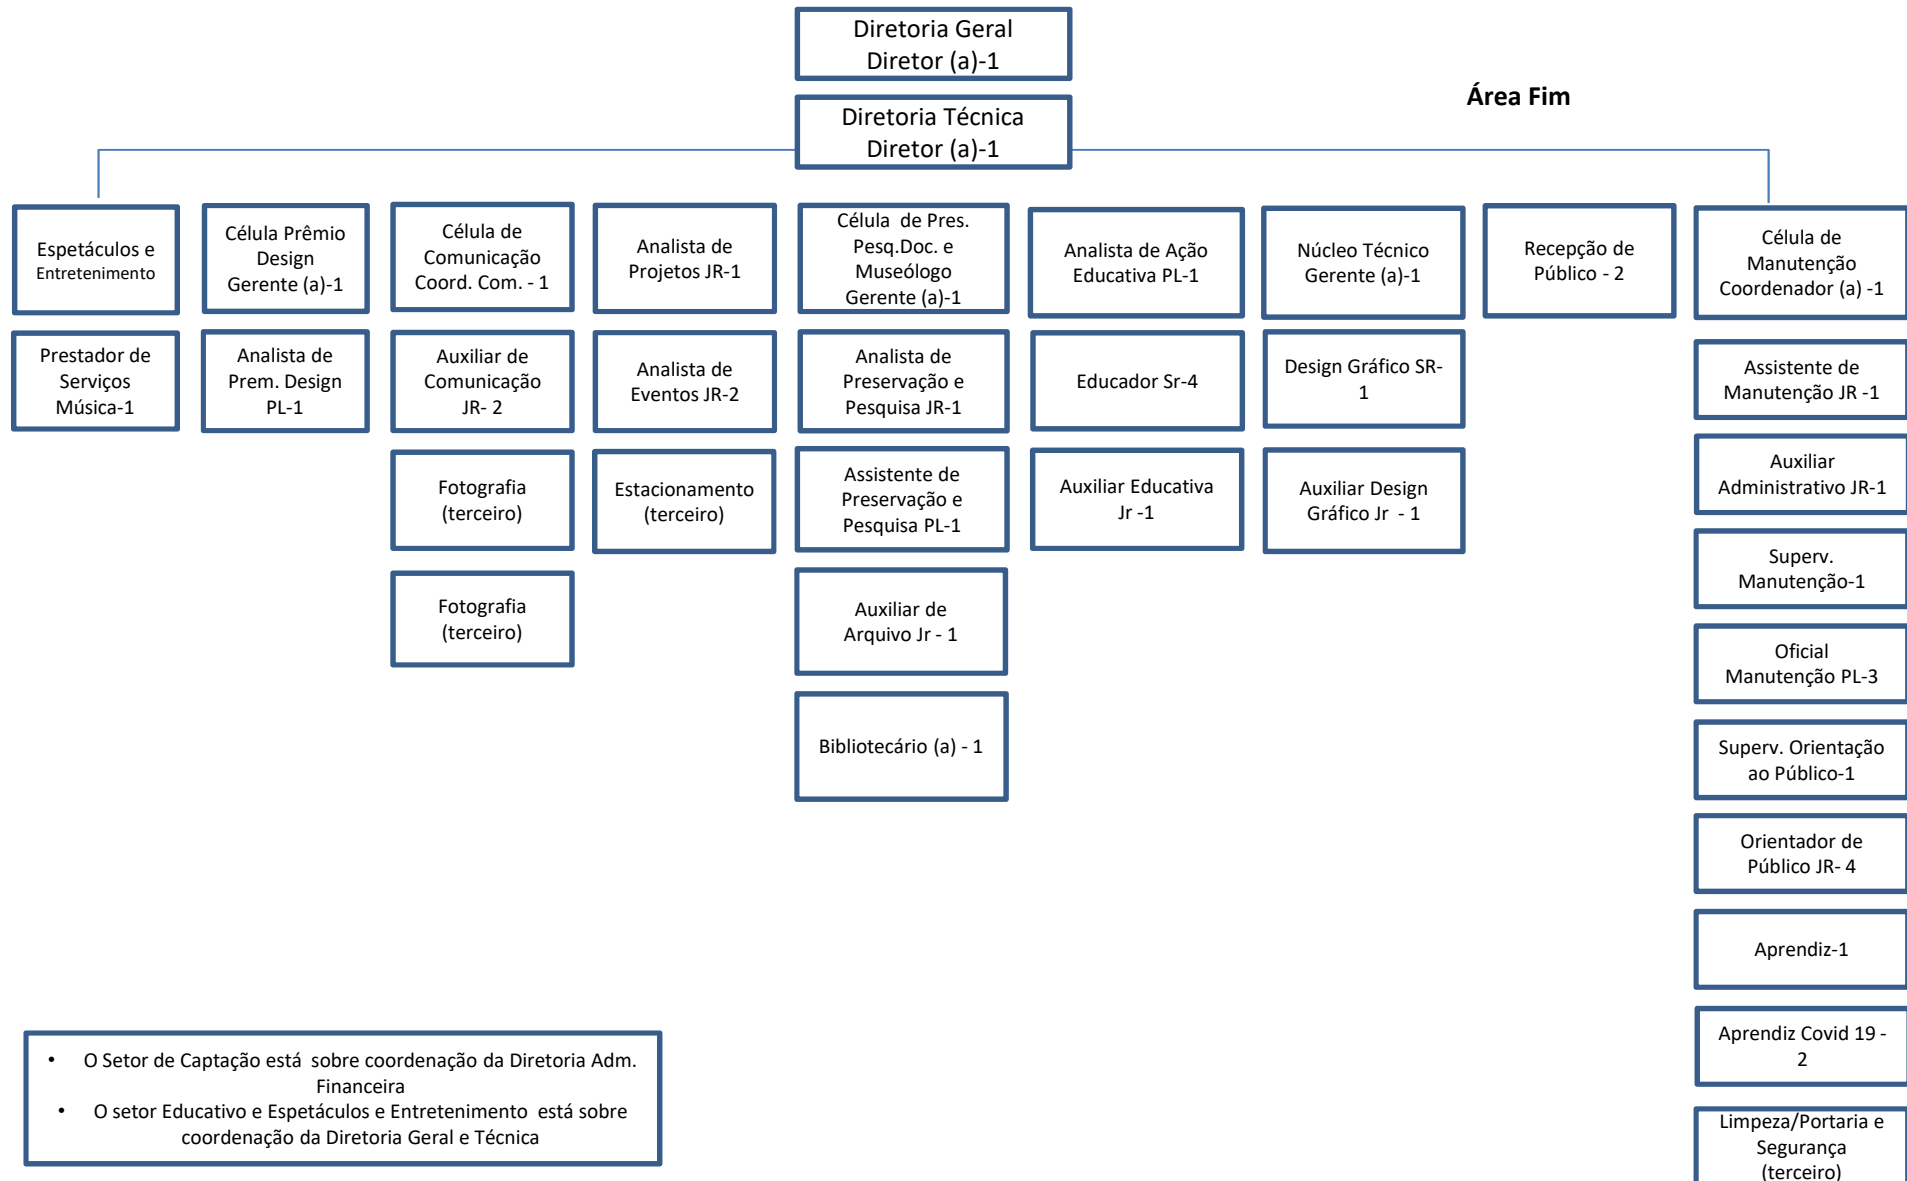 Diretoria Geral
Diretor (a)-1
Área Fim
Diretoria Técnica
Diretor (a)-1
Espetáculos e
Entretenimento
Prestador de
Serviços
Música-1
Célula Prêmio
Design
Gerente (a)-1
Analista de
Prem. Design
PL-1
Célula de
Comunicação
Coord. Com. - 1
Auxiliar de
Comunicação
JR- 2
Fotografia
(terceiro)
Fotografia
(terceiro)
Analista de
Projetos JR-1
Analista de
Eventos JR-2
Estacionamento
(terceiro)
Célula  de Pres.
Pesq.Doc. e
Museólogo
Gerente (a)-1
Analista de
Preservação e
Pesquisa JR-1
Assistente de
Preservação e
Pesquisa PL-1
Auxiliar de
Arquivo Jr - 1
Bibliotecário (a) - 1
Analista de Ação
Educativa PL-1
Educador Sr-4
Auxiliar Educativa
Jr -1
Núcleo Técnico
Gerente (a)-1
Design Gráfico SR-
1
Auxiliar Design
Gráfico Jr  - 1
Recepção de
Público - 2
Célula de
Manutenção
Coordenador (a) -1
Assistente de
Manutenção JR -1
Auxiliar
Administrativo JR-1
Superv.
Manutenção-1
Oficial
Manutenção PL-3
Superv. Orientação
ao Público-1
Orientador de
Público JR- 4
Aprendiz-1
Aprendiz Covid 19 -
2
Limpeza/Portaria e
Segurança
(terceiro)
• O Setor de Captação está  sobre coordenação da Diretoria Adm.
Financeira
• O setor Educativo e Espetáculos e Entretenimento  está sobre
coordenação da Diretoria Geral e Técnica